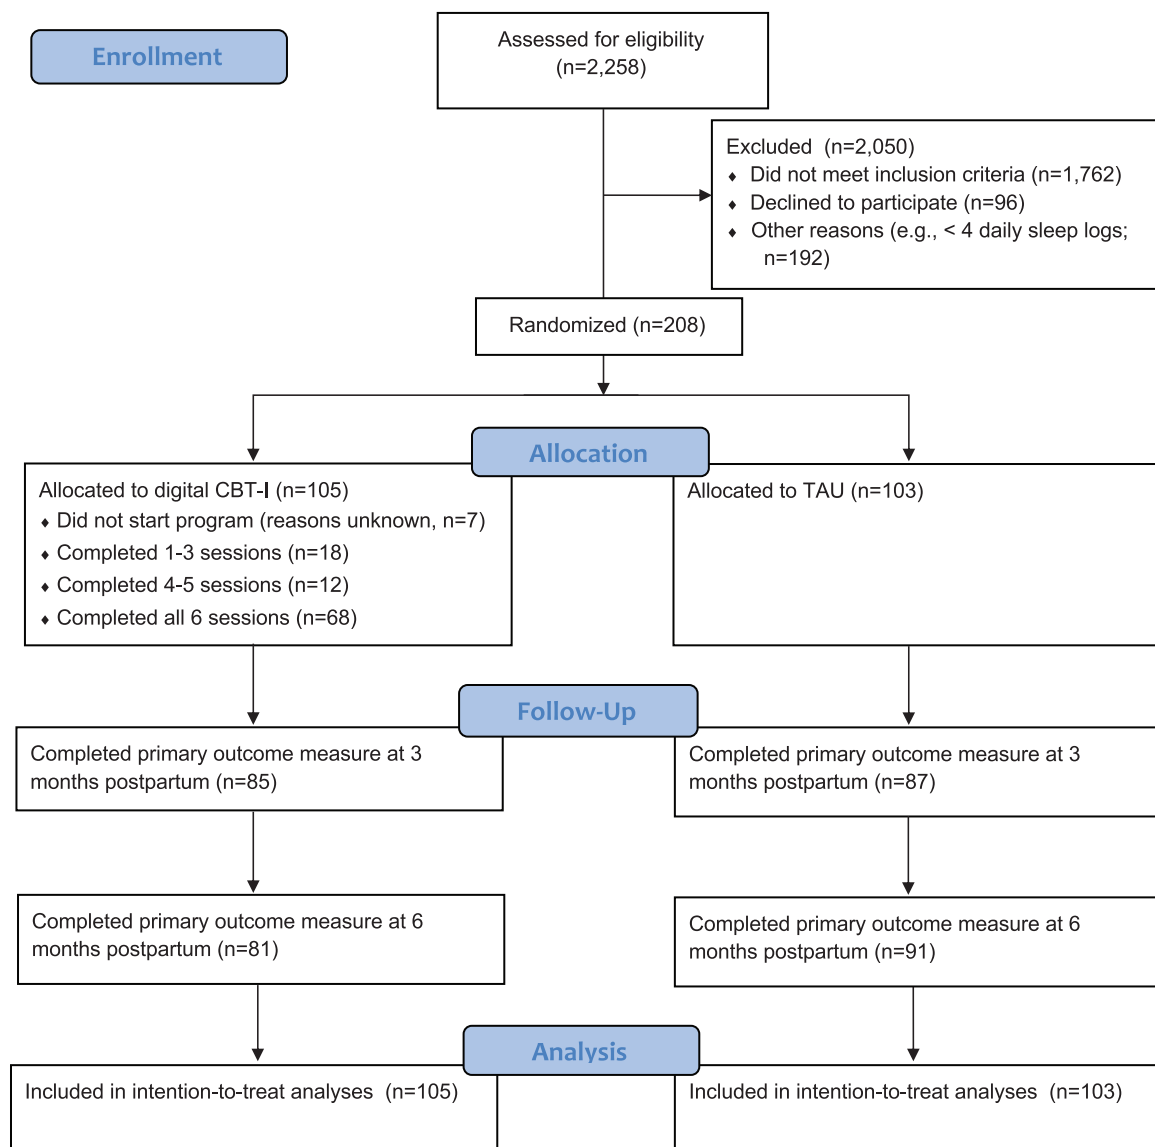 Enrollment
Assessed for eligibility
(n=2,258)
Excluded (n=2,050)
♦ Did not meet inclusion criteria (n=1,762)
♦ Declined to participate (n=96)
♦ Other reasons (e.g., < 4 daily sleep logs;
n=192)
Randomized (n=208)
Allocation
Allocated to digital CBT-I (n=105)
♦ Did not start program (reasons unknown, n=7)
♦ Completed 1-3 sessions (n=18)
♦ Completed 4-5 sessions (n=12)
♦ Completed all 6 sessions (n=68)
Allocated to TAU (n=103)
Follow-Up
Completed primary outcome measure at 3
months postpartum (n=85)
Completed primary outcome measure at 3
months postpartum (n=87)
Completed primary outcome measure at 6
months postpartum (n=81)
Completed primary outcome measure at 6
months postpartum (n=91)
Analysis
Included in intention-to-treat analyses (n=105)
Included in intention-to-treat analyses (n=103)